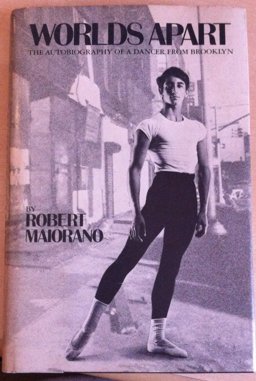 WORLDS APART
THE AUTOBIOGRAPHY OF A DANCER FROM BROOKLYN
BY
ROBERT
MAIORANO